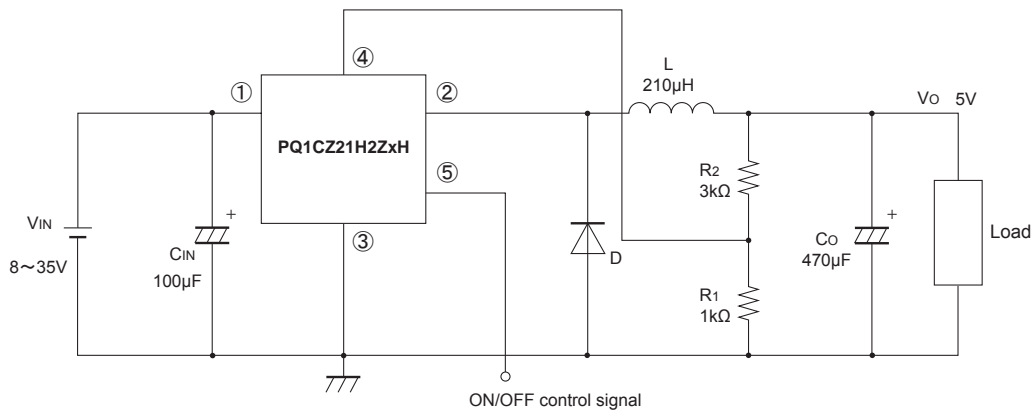 ④
L
210μH
①
②
VO 5V
PQ1CZ21H2ZxH
⑤
R2
3kΩ
VIN
8～35V
CIN
100μF
+
③
D
R1
1kΩ
CO
470μF
+
Load
ON/OFF control signal